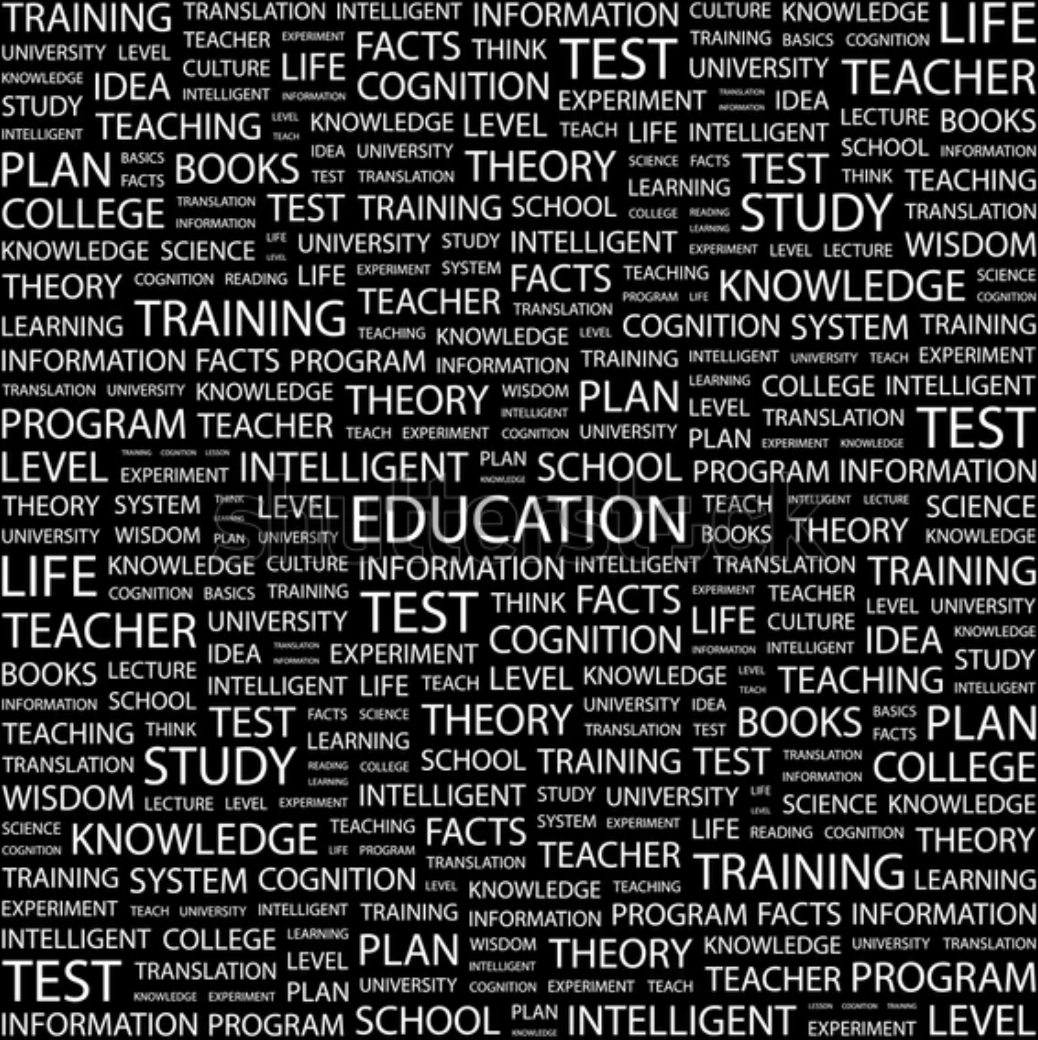 TRAINING TRANSLATION INTELLIGENT INFORMATION CULTURE KNOWLEDGE LIFE
UNIVERSITY LEVEL TEACHER EXPERIMENT FACTS THINK TEST TRAINING BASICS COGNITION
KNOWLEDGE IDEA CULTURE LIFE COGNITION UNIVERSITY TEACHER
STUDY INTELLIGENT INFORMATION EXPERIMENT TRANSLATION INFORMATION IDEA
INTELLIGENT TEACHING LEVEL TEACH KNOWLEDGE LEVEL TEACH LIFE INTELLIGENT LECTURE BOOKS
PLAN BASICS FACTS BOOKS IDEA UNIVERSITY THEORY SCIENCE FACTS TEST SCHOOL INFORMATION
TEST TRANSLATION LEARNING THINK TEACHING
COLLEGE TRANSLATION INFORMATION TEST TRAINING SCHOOL COLLEGE READING LEARNING STUDY TRANSLATION
KNOWLEDGE SCIENCE LIFE LEVEL UNIVERSITY STUDY INTELLIGENT EXPERIMENT LEVEL LECTURE WISDOM
THEORY COGNITION READING LIFE EXPERIMENT SYSTEM FACTS TEACHING KNOWLEDGE SCIENCE
LEARNING TRAINING TEACHER TRANSLATION PROGRAM LIFE COGNITION
TEACHING KNOWLEDGE LEVEL COGNITION SYSTEM TRAINING
INFORMATION FACTS PROGRAM INFORMATION TRAINING INTELLIGENT UNIVERSITY TEACH EXPERIMENT
TRANSLATION UNIVERSITY KNOWLEDGE THEORY WISDOM INTELLIGENT PLAN LEARNING COLLEGE INTELLIGENT
PROGRAM TEACHER TEACH EXPERIMENT COGNITION UNIVERSITY LEVEL TRANSLATION TEST
PLAN EXPERIMENT KNOWLEDGE
LEVEL TRAINING COGNITION LESSON EXPERIMENT INTELLIGENT PLAN KNOWLEDGE SCHOOL PROGRAM INFORMATION
THEORY SYSTEM THINK LEARNING LEVEL EDUCATION TEACH INTELLIGENT LECTURE SCIENCE
UNIVERSITY WISDOM PLAN UNIVERSITY BOOKS THEORY KNOWLEDGE
shutterstock
LIFE KNOWLEDGE CULTURE INFORMATION INTELLIGENT TRANSLATION TRAINING
COGNITION BASICS TRAINING TEST THINK FACTS EXPERIMENT TEACHER
TEACHER UNIVERSITY COGNITION LIFE CULTURE LEVEL UNIVERSITY
IDEA TRANSLATION INFORMATION EXPERIMENT INFORMATION INTELLIGENT IDEA KNOWLEDGE STUDY
BOOKS LECTURE INTELLIGENT LIFE TEACH LEVEL KNOWLEDGE LEVEL TEACH TEACHING INTELLIGENT
INFORMATION SCHOOL TEST FACTS SCIENCE THEORY UNIVERSITY IDEA BOOKS BASICS FACTS PLAN
TEACHING THINK LEARNING TRANSLATION TEST
TRANSLATION STUDY READING LEARNING COLLEGE SCHOOL TRAINING TEST TRANSLATION INFORMATION COLLEGE
WISDOM LECTURE LEVEL EXPERIMENT INTELLIGENT STUDY UNIVERSITY LIFE LEVEL SCIENCE KNOWLEDGE
SCIENCE COGNITION KNOWLEDGE TEACHING FACTS SYSTEM EXPERIMENT LIFE READING COGNITION THEORY
LIFE PROGRAM TRANSLATION TEACHER TRAINING LEARNING
TRAINING SYSTEM COGNITION LEVEL KNOWLEDGE TEACHING
EXPERIMENT TEACH UNIVERSITY INTELLIGENT TRAINING INFORMATION PROGRAM FACTS INFORMATION
INTELLIGENT COLLEGE LEARNING PLAN WISDOM INTELLIGENT THEORY KNOWLEDGE UNIVERSITY TRANSLATION
TEST TRANSLATION LEVEL UNIVERSITY COGNITION EXPERIMENT TEACH TEACHER PROGRAM
KNOWLEDGE EXPERIMENT PLAN
INFORMATION PROGRAM SCHOOL PLAN KNOWLEDGE INTELLIGENT LESSON COGNITION TRAINING EXPERIMENT LEVEL